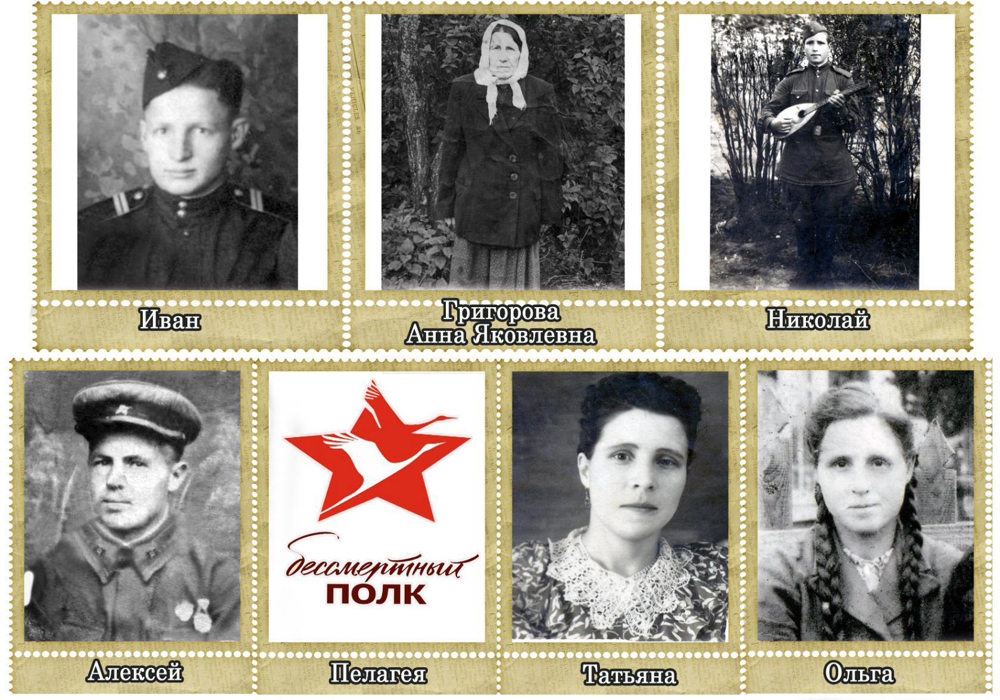 Иван
Григорова
Анна Яковлевна
Николай
бессмертный
ПОЛК
Алексей
Пелагея
Татьяна
Ольга